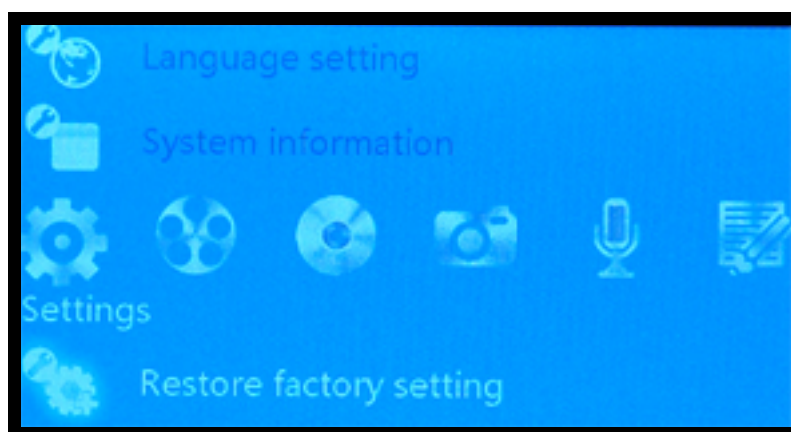 Language setting
System information
Settings
Restore factory setting